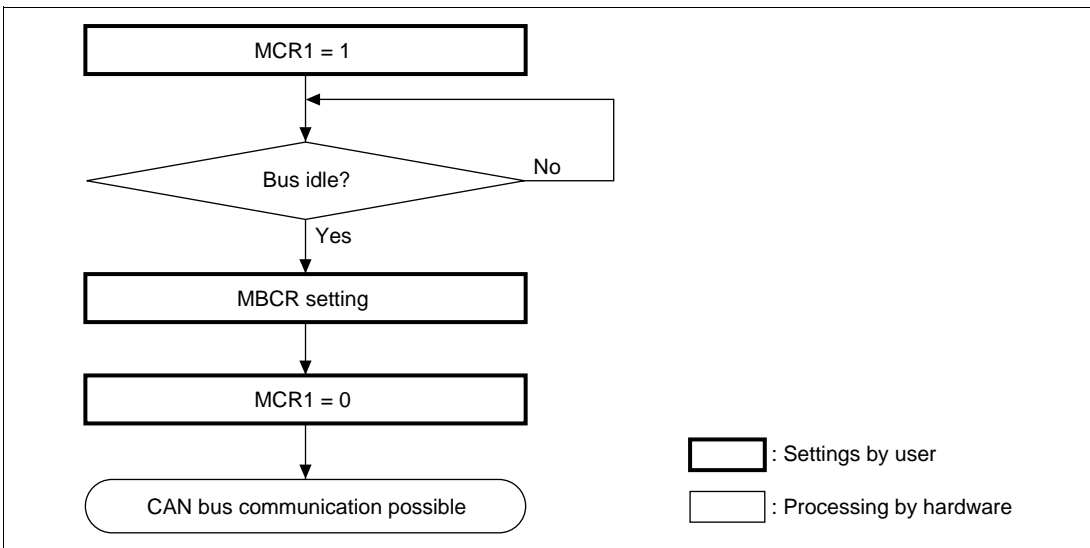 MCR1 = 1
Bus idle?
No
Yes
MBCR setting
MCR1 = 0
CAN bus communication possible
: Settings by user
: Processing by hardware